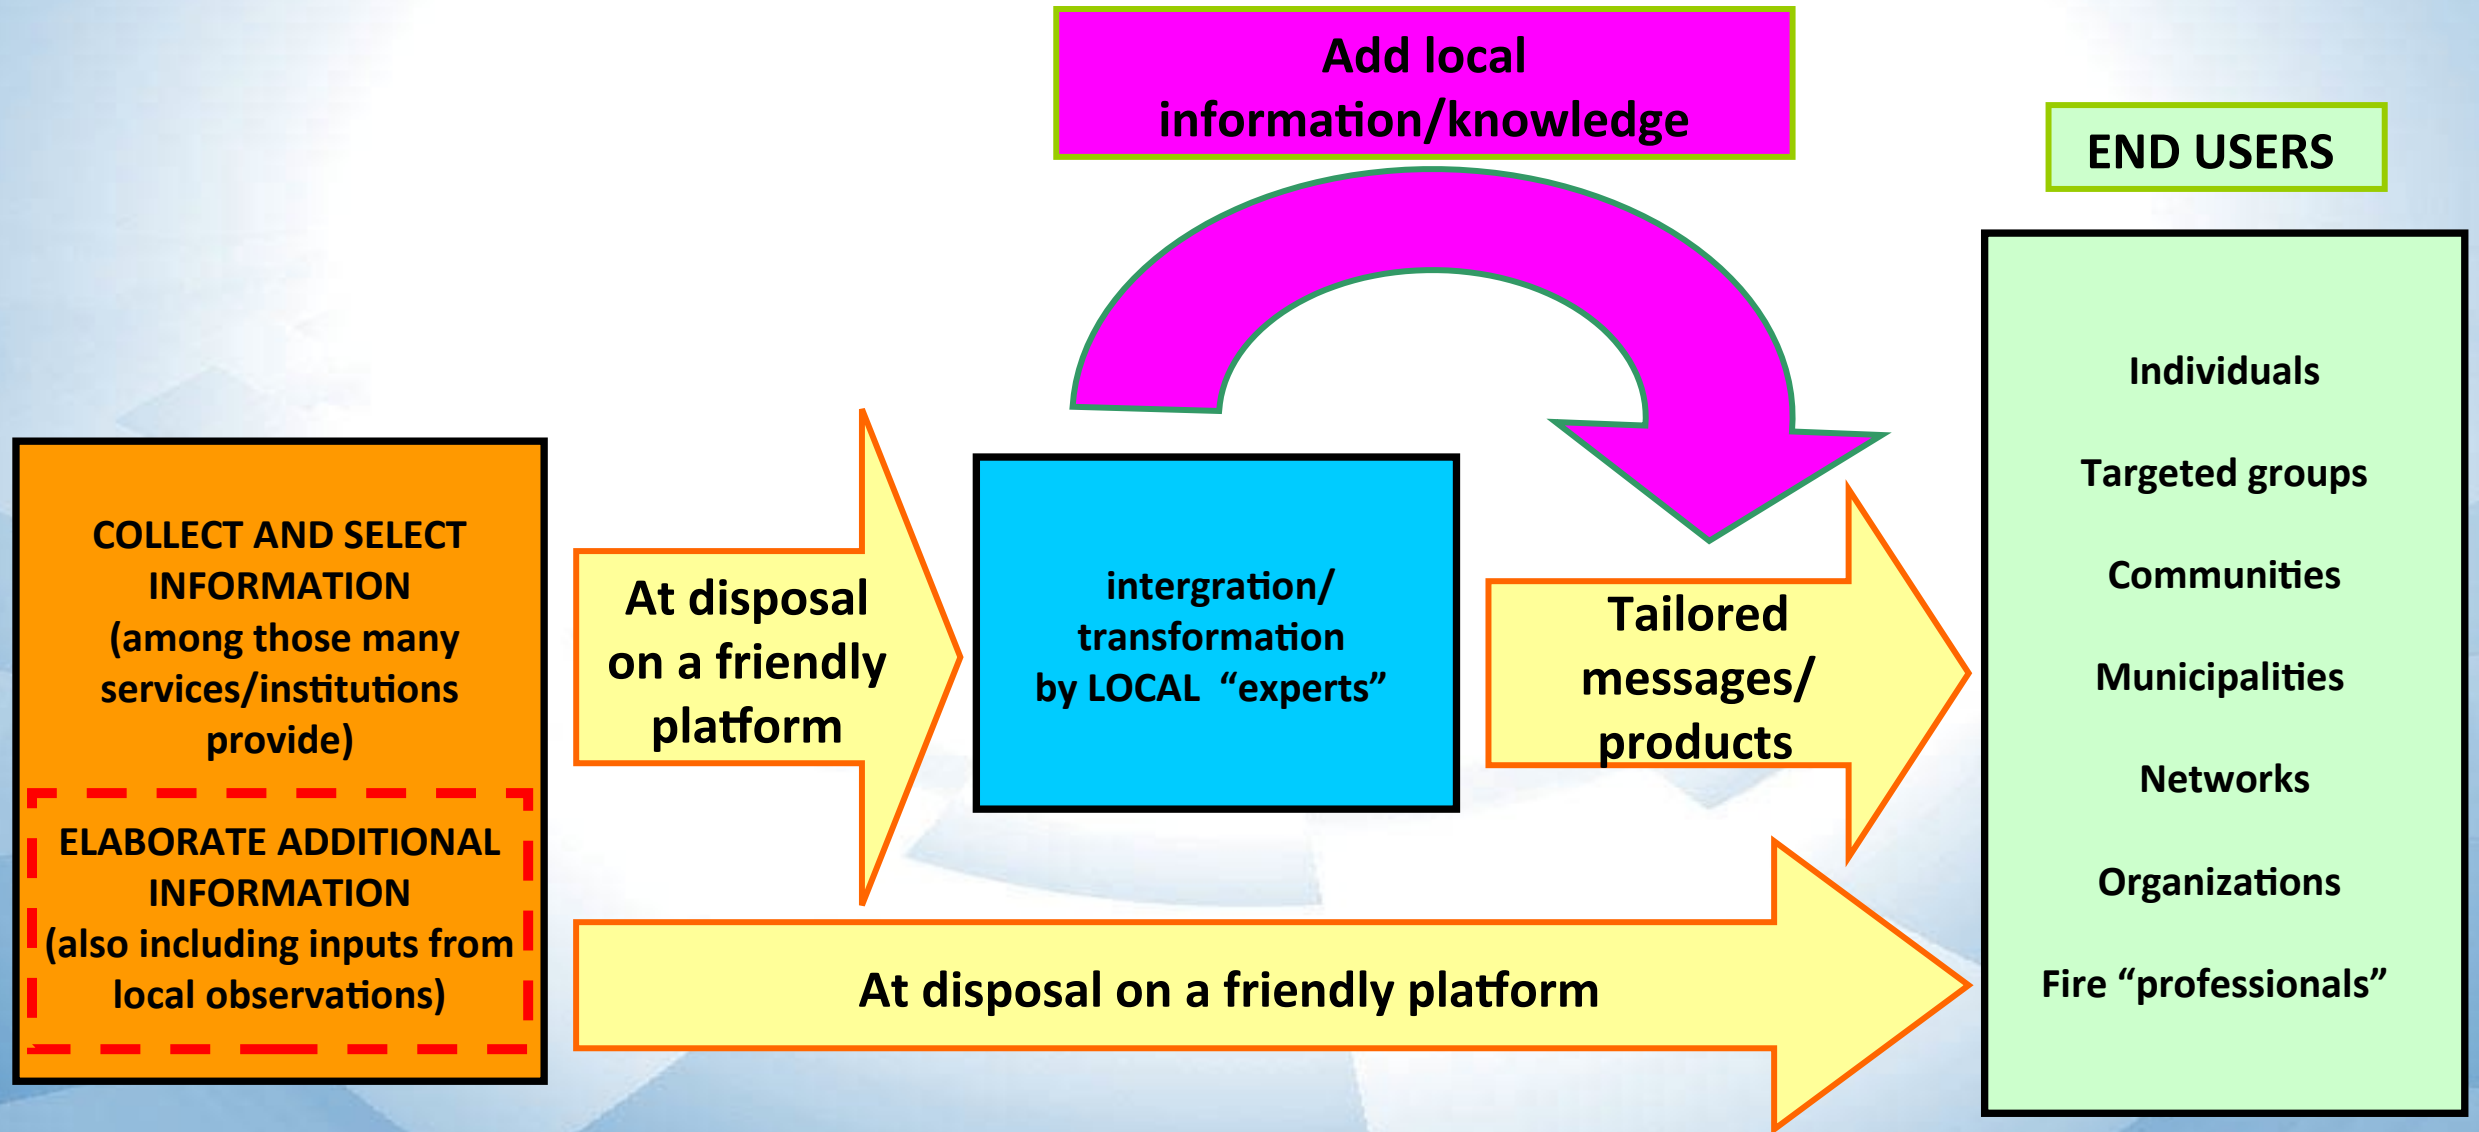 Add local
information/knowledge
END USERS
COLLECT AND SELECT
INFORMATION
(among those many
services/institutions
provide)
ELABORATE ADDITIONAL
INFORMATION
(also including inputs from
local observations)
At disposal
on a friendly
platform
intergration/
transformation
by LOCAL “experts”
Tailored
messages/
products
At disposal on a friendly platform
Individuals
Targeted groups
Communities
Municipalities
Networks
Organizations
Fire “professionals”